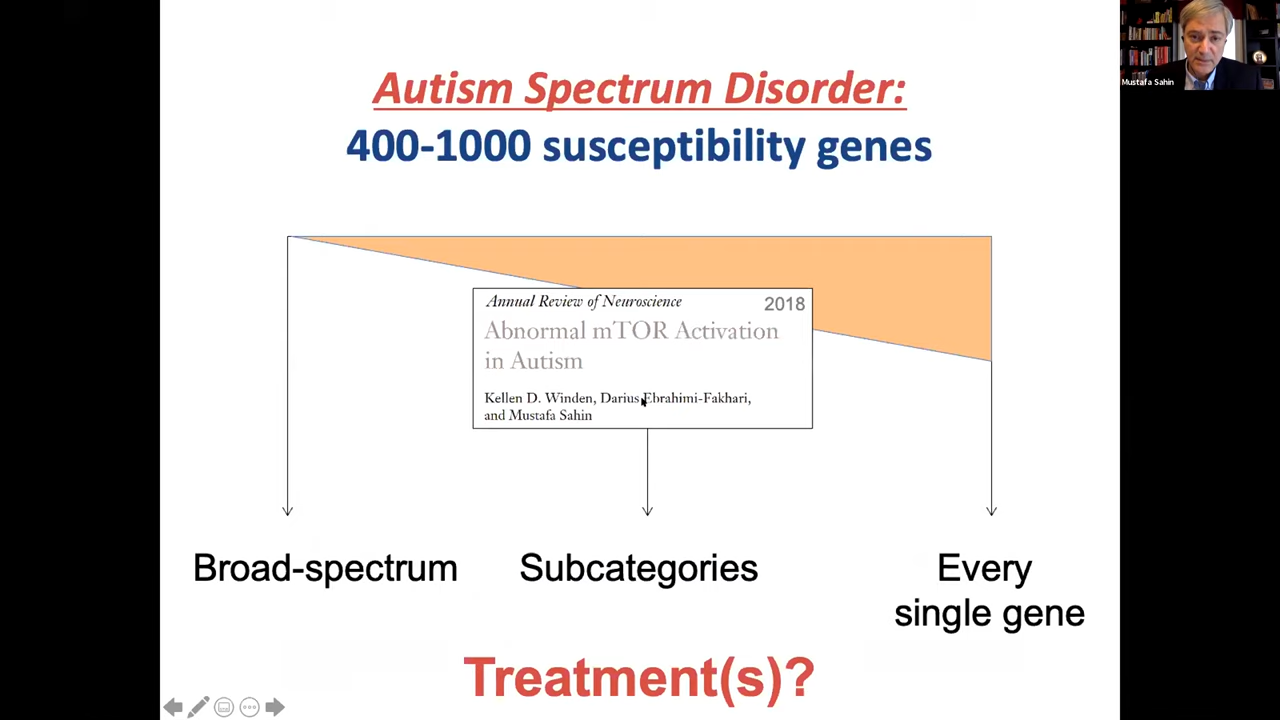 Autism Spectrum Disorder:
400-1000 susceptibility genes
Mustafa Sahin
Annual Review of Neuroscience
2018
Abnormal mTOR Activation
in Autism
Kellen D. Winden, Darius Ebrahimi-Fakhari,
and Mustafa Sahin
Broad-spectrum
Subcategories
Every
single gene
Treatment(s)?